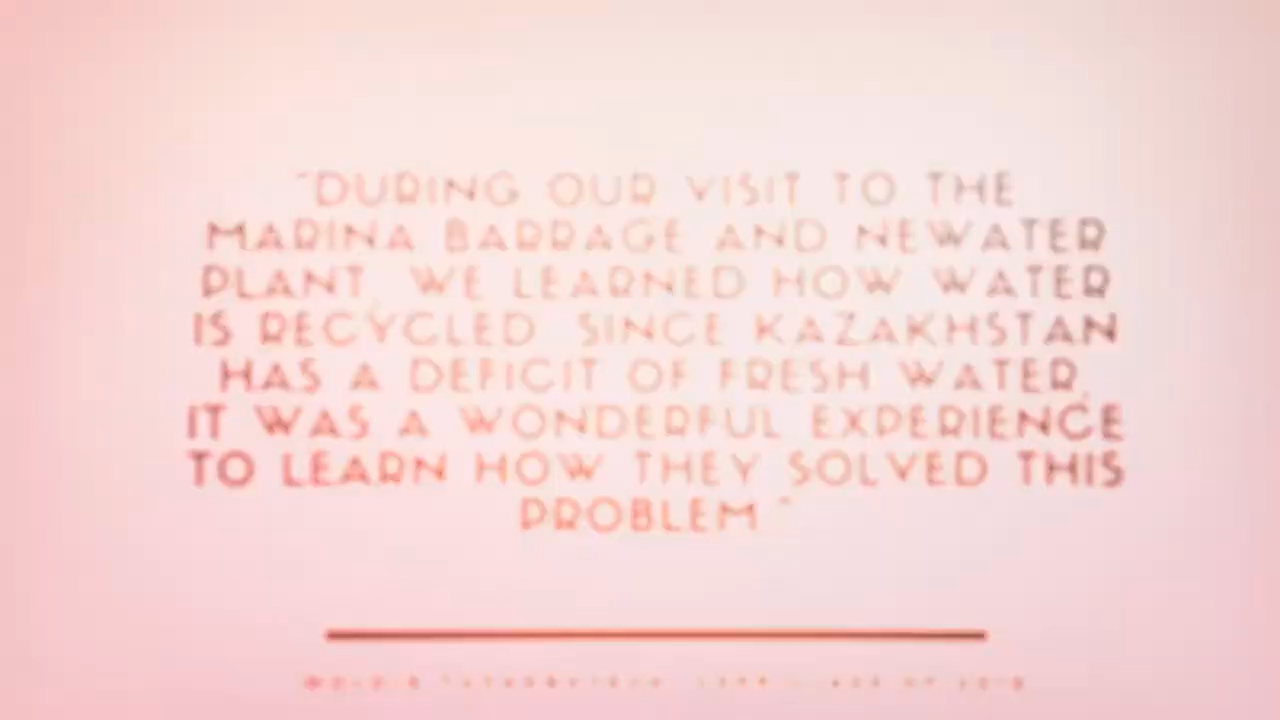 "DURING OUR VISIT TO THE
MARINA BARRAGE AND NEWATER
PLANT, WE LEARNED HOW WATER
IS RECYCLED. SINCE KAZAKHSTAN
HAS A DEFICIT OF FRESH WATER,
IT WAS A WONDERFUL EXPERIENCE
TO LEARN HOW THEY SOLVED THIS
PROBLEM."